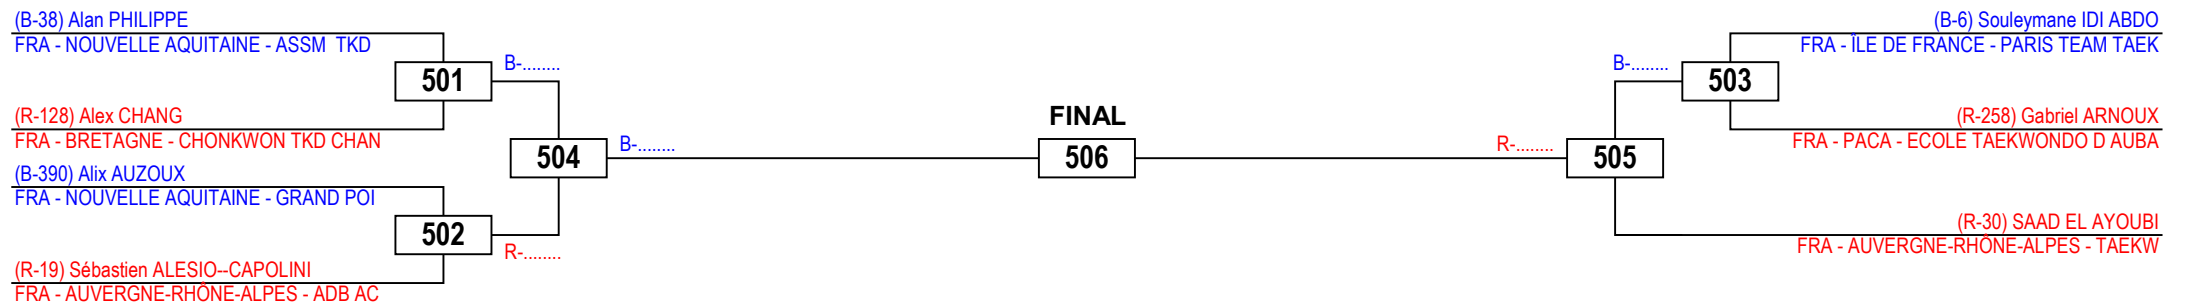 (B-38) Alan PHILIPPE
FRA - NOUVELLE AQUITAINE - ASSM  TKD
501
B-........
(R-128) Alex CHANG
FRA - BRETAGNE - CHONKWON TKD CHAN
504
B-........
(B-390) Alix AUZOUX
FRA - NOUVELLE AQUITAINE - GRAND POI
502
R-........
(R-19) Sébastien ALESIO--CAPOLINI
FRA - AUVERGNE-RHÔNE-ALPES - ADB AC
FINAL
506
(B-6) Souleymane IDI ABDO
FRA - ÎLE DE FRANCE - PARIS TEAM TAEK
B-........
503
(R-258) Gabriel ARNOUX
FRA - PACA - ECOLE TAEKWONDO D AUBA
R-........
505
(R-30) SAAD EL AYOUBI
FRA - AUVERGNE-RHÔNE-ALPES - TAEKW